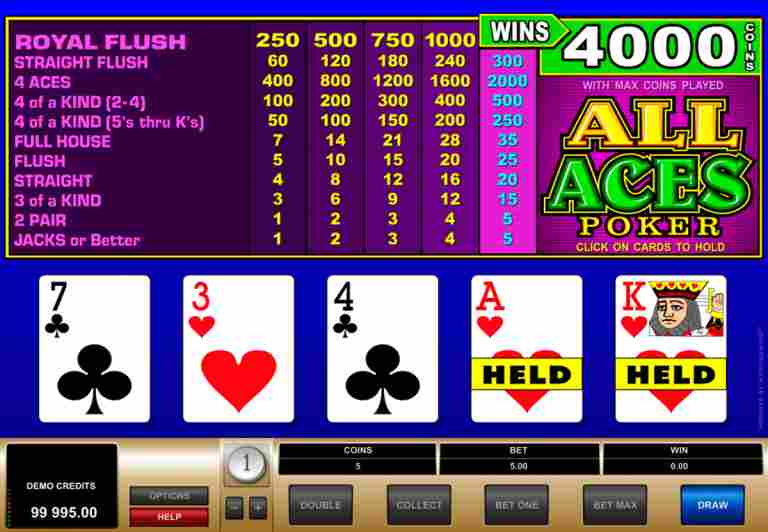 ROYAL FLUSH 250 500 750 1000 WINS 4000 COINS
STRAIGHT FLUSH 60 120 180 240 300
4 ACES 400 800 1200 1600 2000
4 of a KIND (2-4) 100 200 300 400 500
4 of a KIND (5's thru K's) 50 100 150 200 250
FULL HOUSE 7 14 21 28 35
FLUSH 5 10 15 20 25
STRAIGHT 4 8 12 16 20
3 of a KIND 3 6 9 12 15
2 PAIR 1 2 3 4 5
JACKS or Better 1 2 3 4 5
WITH MAX COINS PLAYED
ALL
ACES
POKER
CLICK ON CARDS TO HOLD
7 3 4 A K
HELD HELD
COINS BET WIN
5 5.00 0.00
DEMO CREDITS
99 995.00
OPTIONS
HELP
1
- +
DOUBLE COLLECT BET ONE BET MAX DRAW